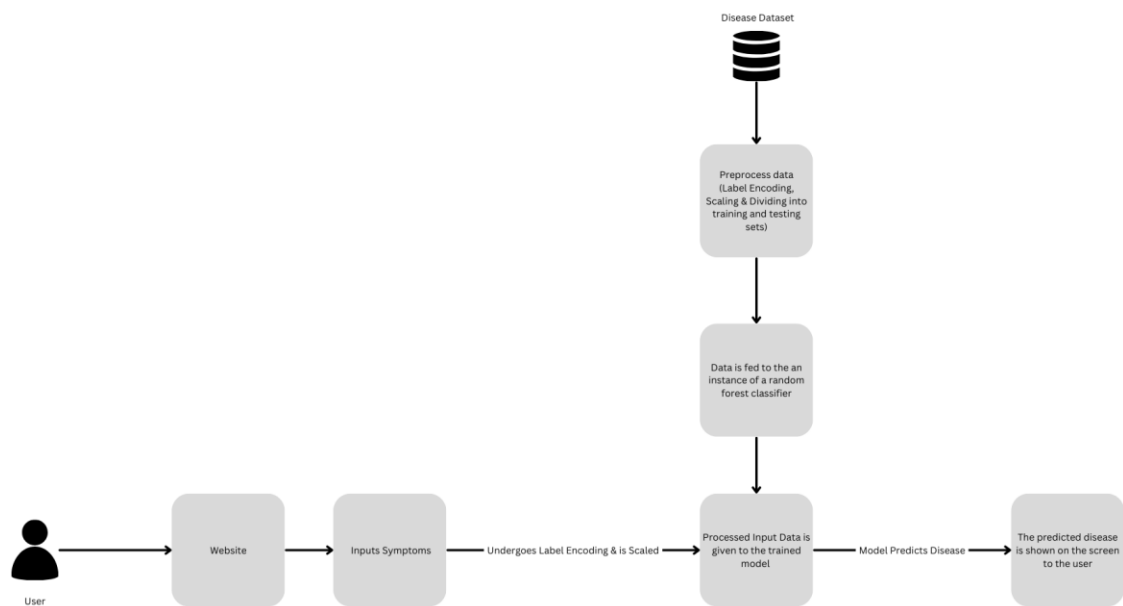 Disease Dataset
Preprocess data
(Label Encoding,
Scaling & Dividing into
training and testing
sets)
Data is fed to the an
instance of a random
forest classifier
Website
Inputs Symptoms
Undergoes Label Encoding & is Scaled
Processed Input Data is
given to the trained
model
Model Predicts Disease
The predicted disease
is shown on the screen
to the user
User